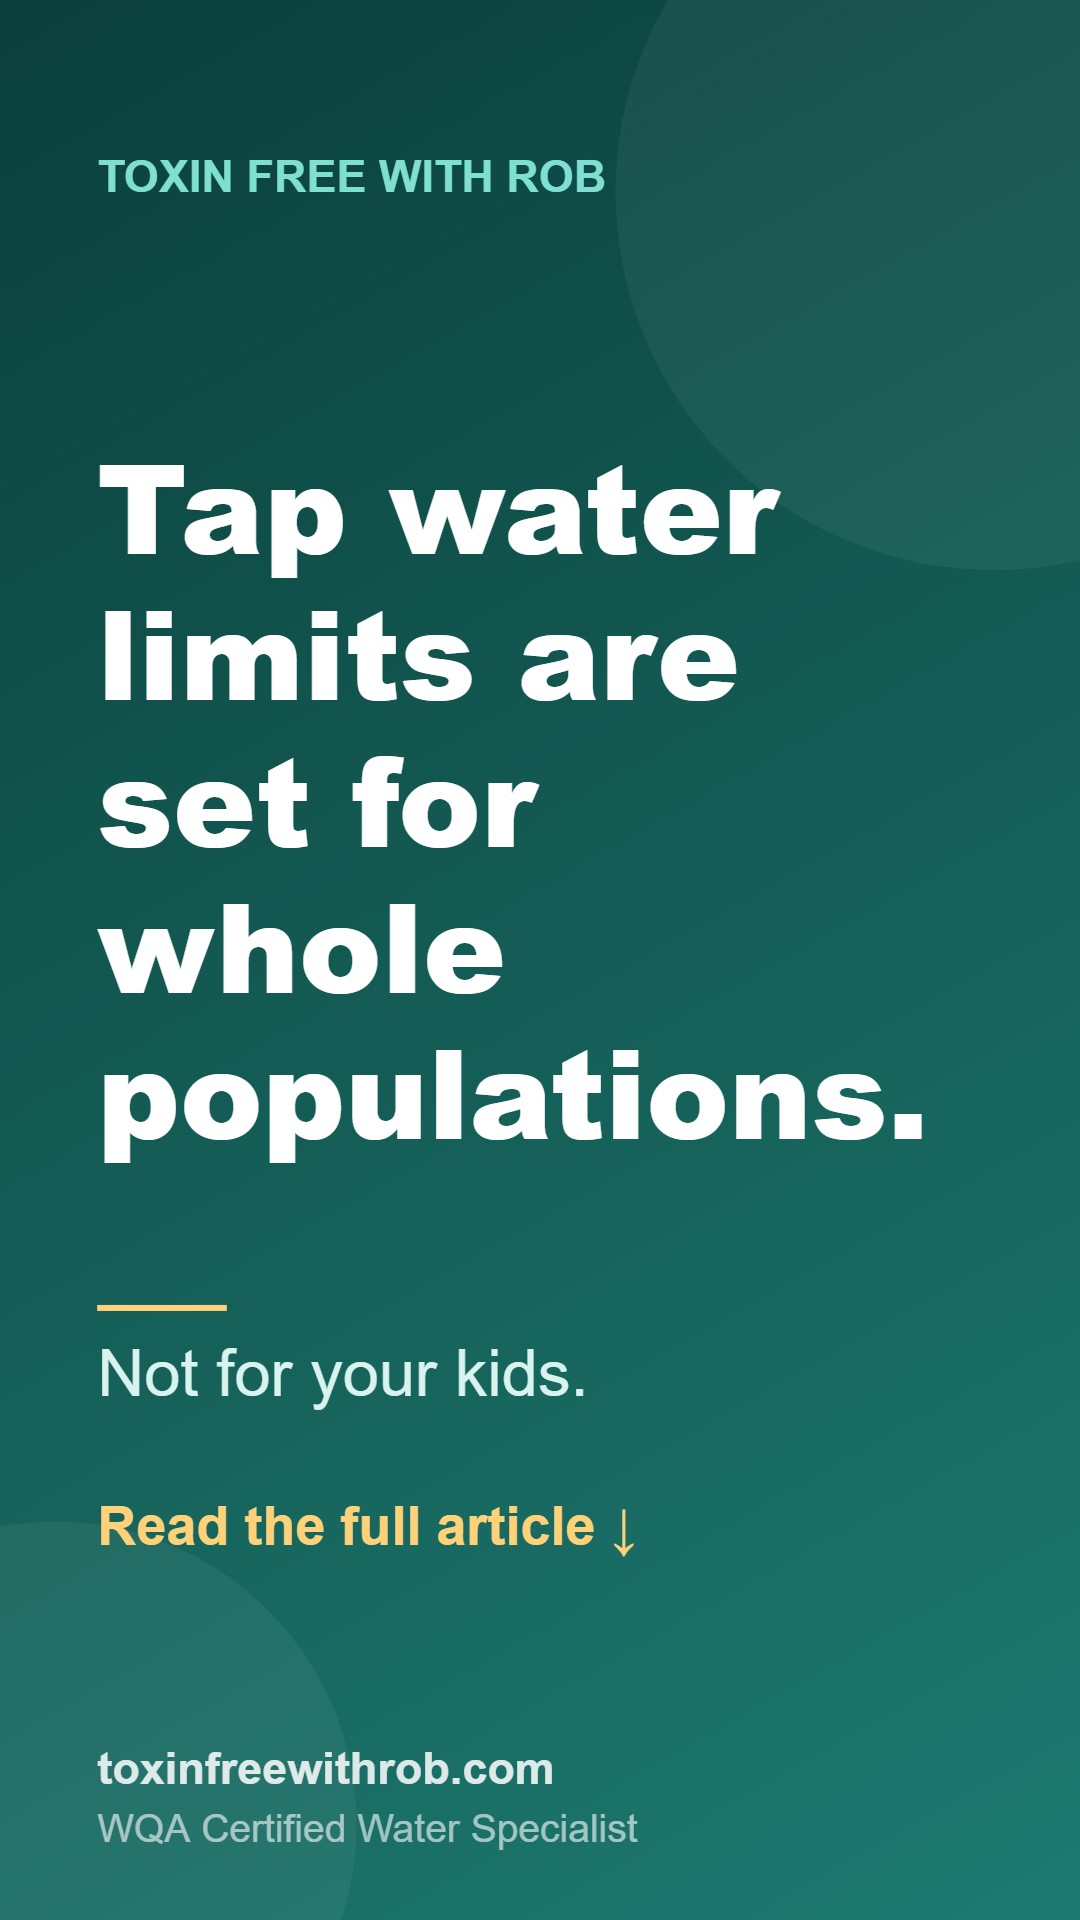 TOXIN FREE WITH ROB
Tap water
limits are
set for
whole
populations.
Not for your kids.
Read the full article ↓
toxinfreewithrob.com
WQA Certified Water Specialist